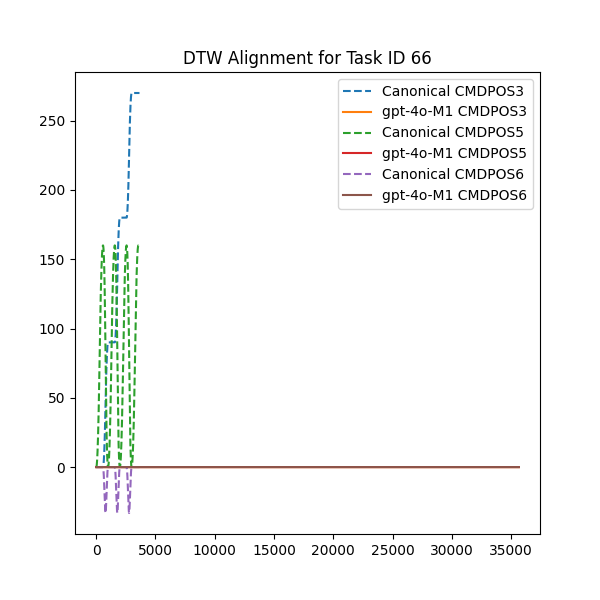 DTW Alignment for Task ID 66
Canonical CMDPOS3
gpt-4o-M1 CMDPOS3
Canonical CMDPOS5
gpt-4o-M1 CMDPOS5
Canonical CMDPOS6
gpt-4o-M1 CMDPOS6
250
200
150
100
50
0
0 5000 10000 15000 20000 25000 30000 35000